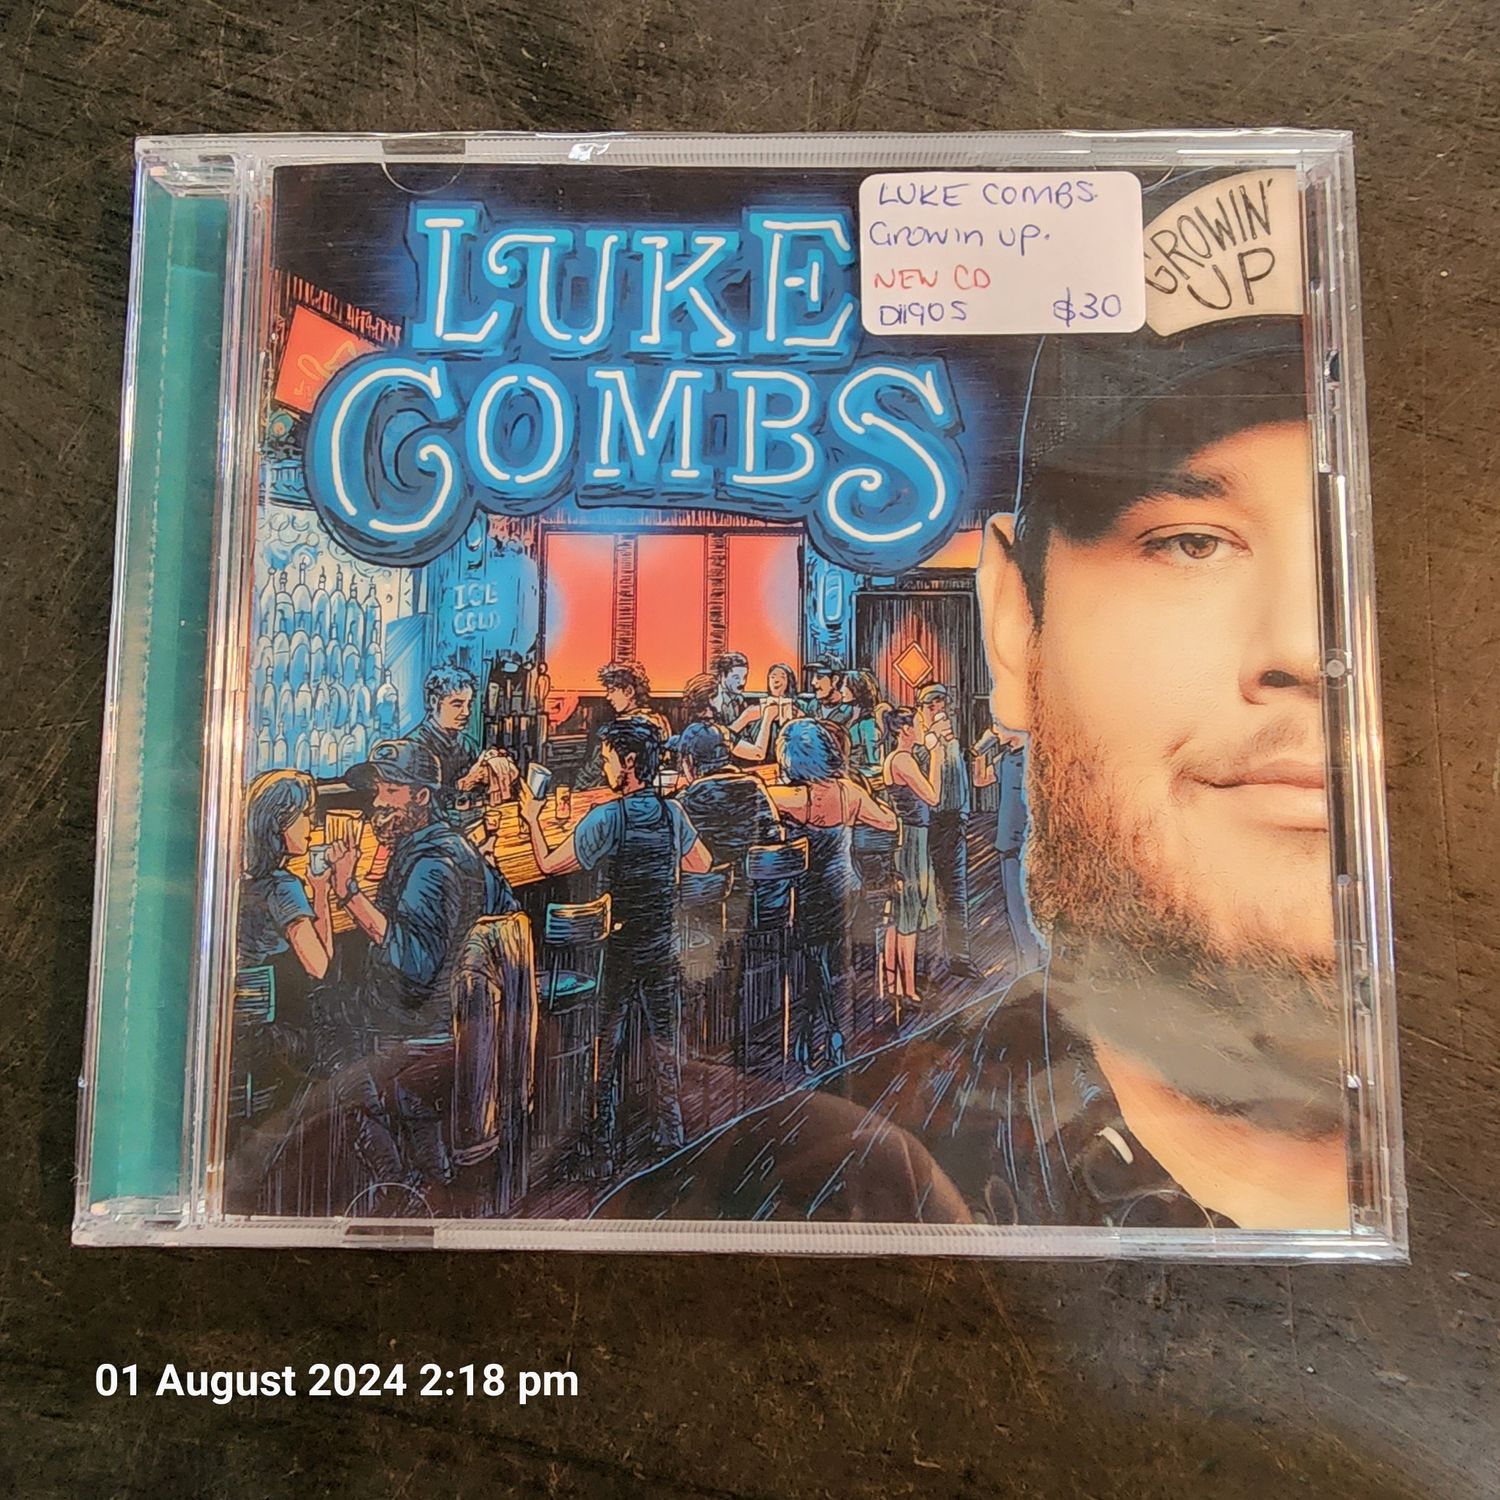 LUKE
COMBS
LUKE COMBS.
Growin up.
NEW CD
D11905 $30
GROWIN'
UP
ICE
COLD
01 August 2024 2:18 pm